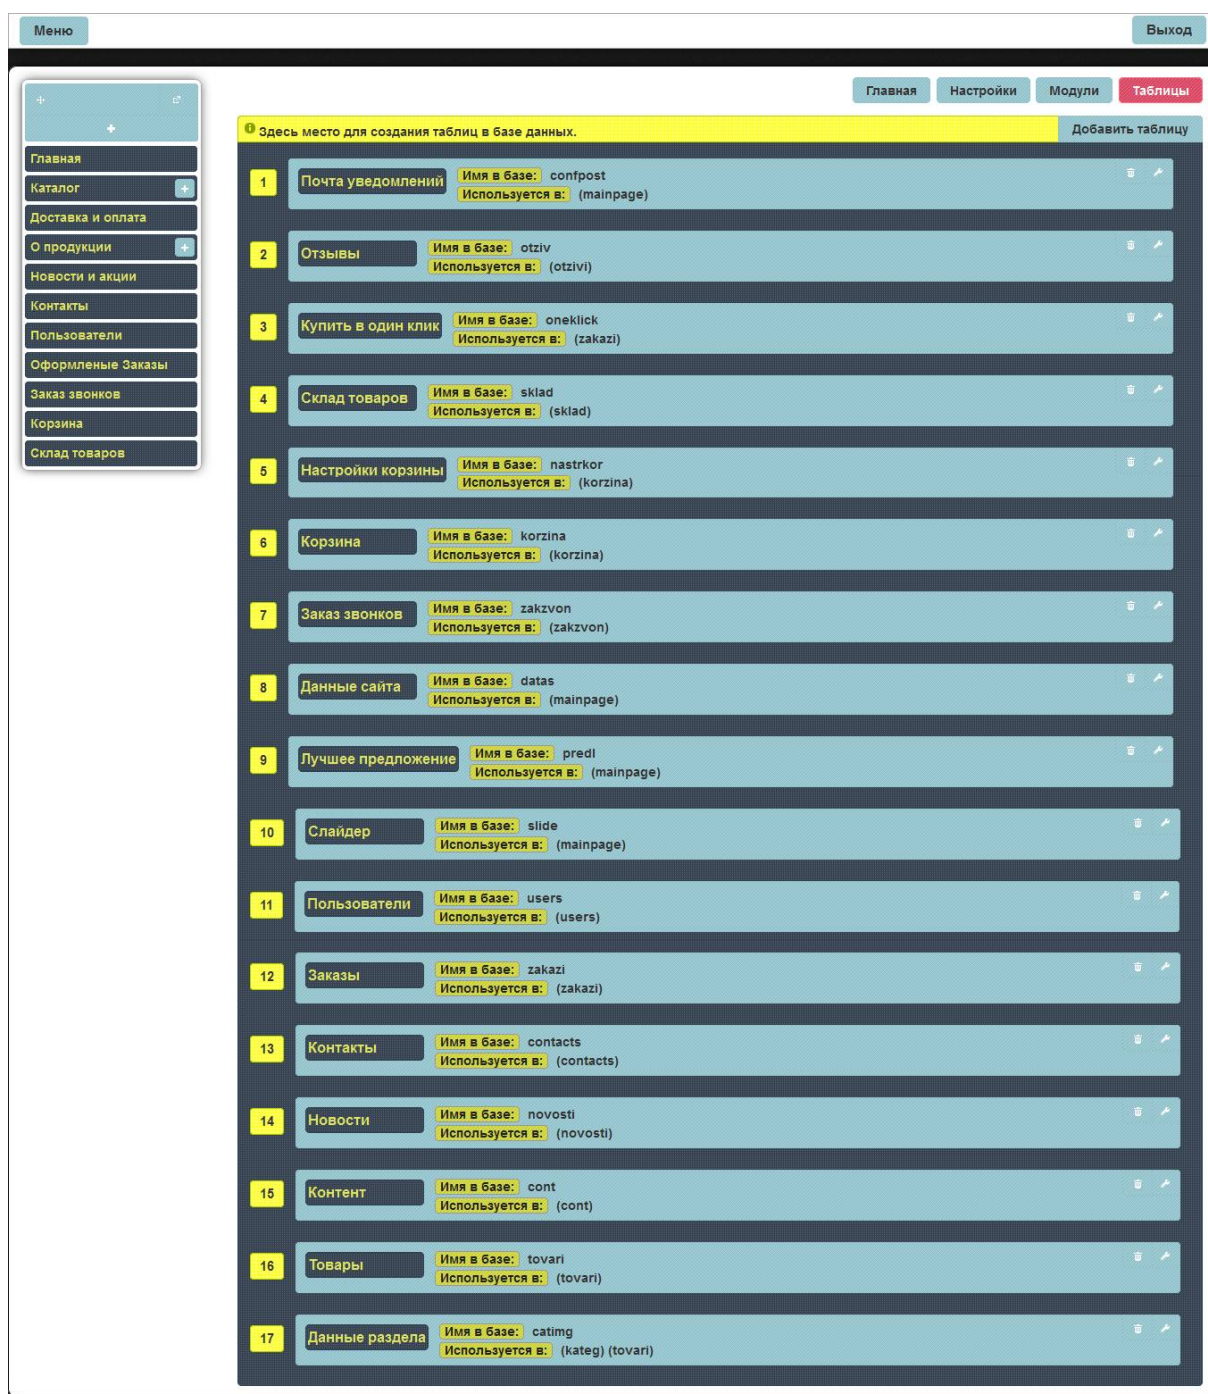 Меню
Выход
Главная
Настройки
Модули
Таблицы
Главная
Каталог
Доставка и оплата
О продукции
Новости и акции
Контакты
Пользователи
Оформленые Заказы
Заказ звонков
Корзина
Склад товаров
Здесь место для создания таблиц в базе данных.
Добавить таблицу
1
Почта уведомлений
Имя в базе: confpost
Используется в: (mainpage)
2
Отзывы
Имя в базе: otziv
Используется в: (otzivi)
3
Купить в один клик
Имя в базе: oneklick
Используется в: (zakazi)
4
Склад товаров
Имя в базе: sklad
Используется в: (sklad)
5
Настройки корзины
Имя в базе: nastrkor
Используется в: (korzina)
6
Корзина
Имя в базе: korzina
Используется в: (korzina)
7
Заказ звонков
Имя в базе: zakzvon
Используется в: (zakzvon)
8
Данные сайта
Имя в базе: datas
Используется в: (mainpage)
9
Лучшее предложение
Имя в базе: predl
Используется в: (mainpage)
10
Слайдер
Имя в базе: slide
Используется в: (mainpage)
11
Пользователи
Имя в базе: users
Используется в: (users)
12
Заказы
Имя в базе: zakazi
Используется в: (zakazi)
13
Контакты
Имя в базе: contacts
Используется в: (contacts)
14
Новости
Имя в базе: novosti
Используется в: (novosti)
15
Контент
Имя в базе: cont
Используется в: (cont)
16
Товары
Имя в базе: tovari
Используется в: (tovari)
17
Данные раздела
Имя в базе: catimg
Используется в: (kateg) (tovari)